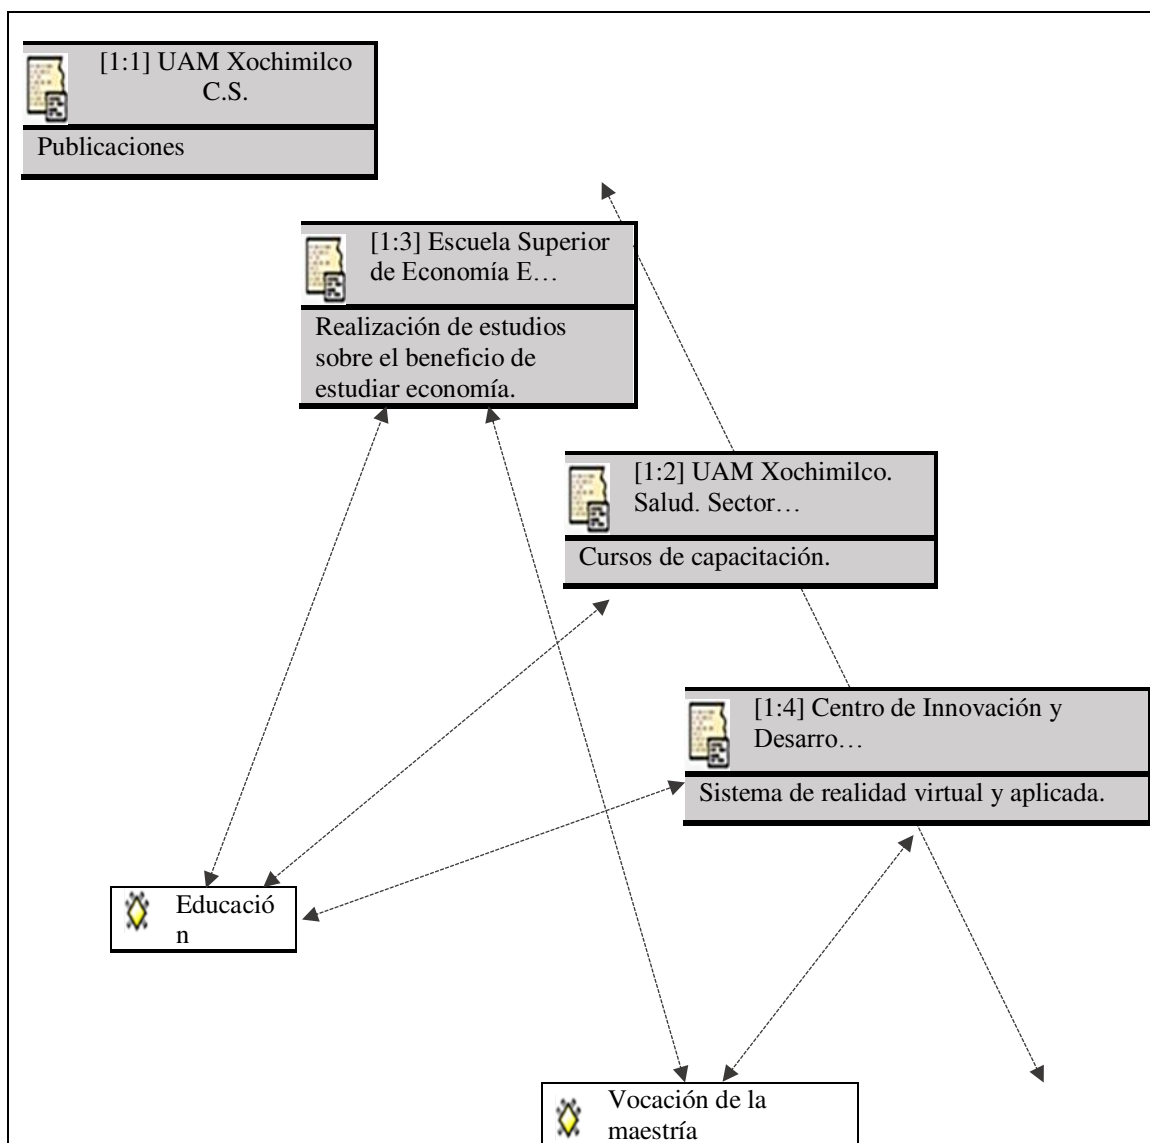 [1:1] UAM Xochimilco
C.S.
Publicaciones
[1:3] Escuela Superior
de Economía E…
Realización de estudios
sobre el beneficio de
estudiar economía.
[1:2] UAM Xochimilco.
Salud. Sector…
Cursos de capacitación.
[1:4] Centro de Innovación y
Desarro…
Sistema de realidad virtual y aplicada.
Educació
n
Vocación de la
maestría